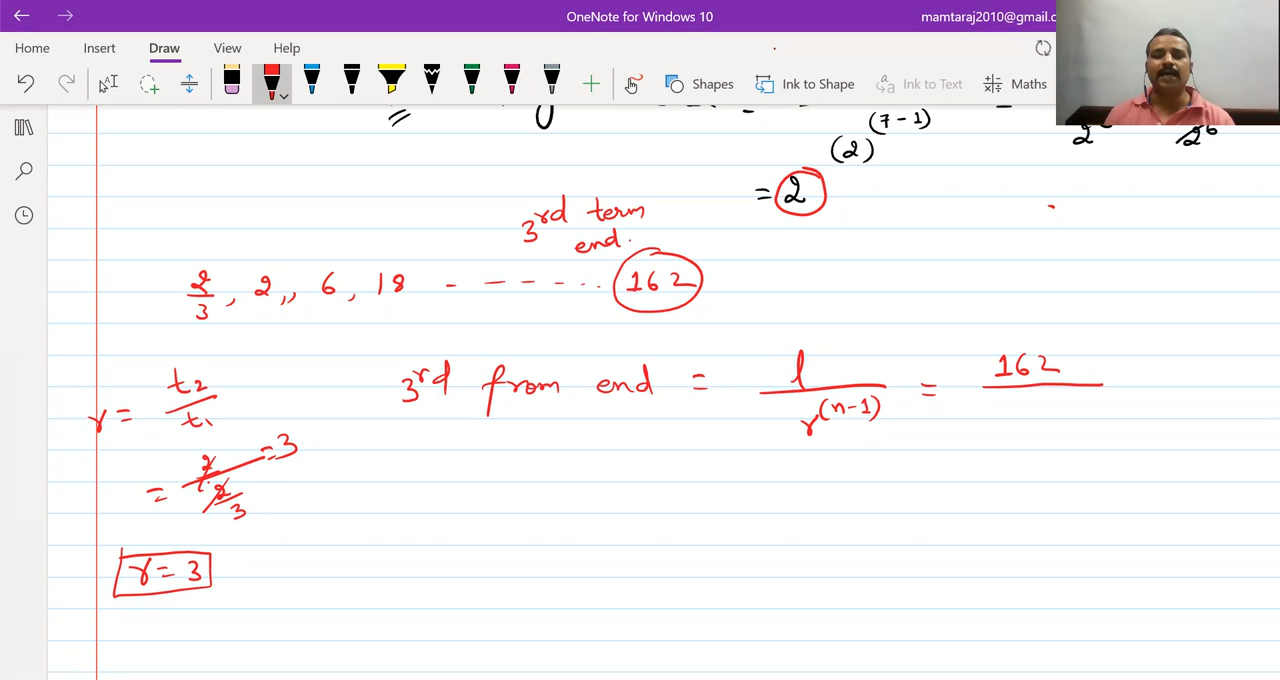 OneNote for Windows 10
mamtaraj2010@gmail.c
Home Insert Draw View Help
Shapes Ink to Shape Ink to Text Maths
(7-1)
(2)
= 2
3rd term
end.
2/3, 2,, 6, 18 - - - - - ... 162
3rd from end = l/r^(n-1) = 162
r = t2/t1
= 2/(2/3) = 3
r = 3